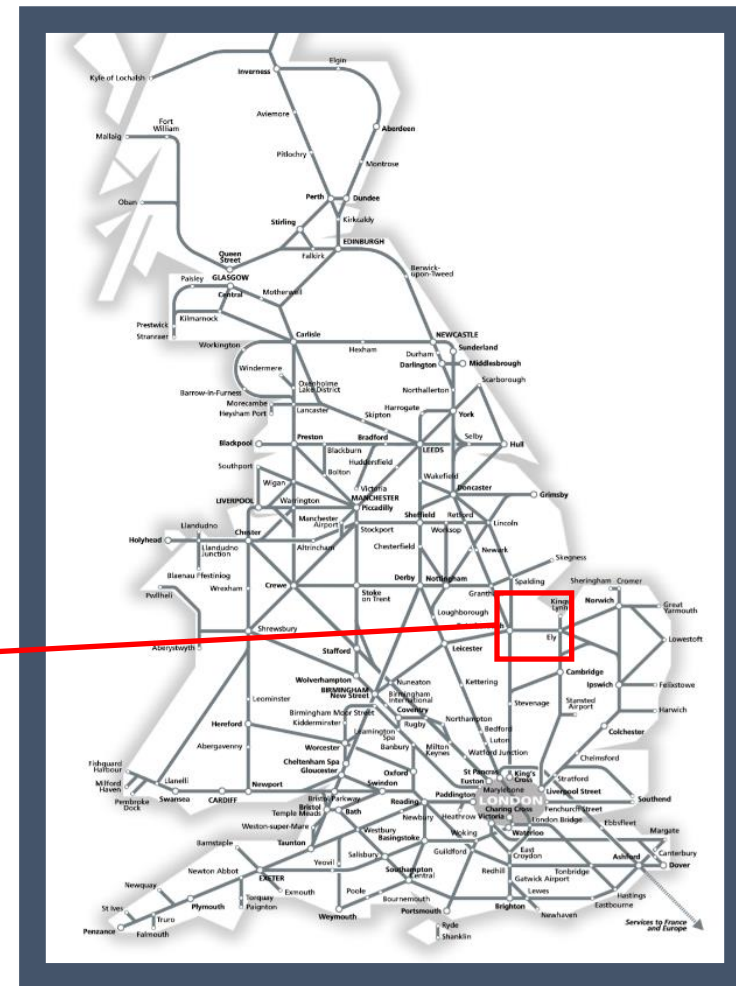 Elgin
Kyle of Lochalsh
Inverness
Aviemore
Fort
William
Mallaig
Aberdeen
Pitlochry
Montrose
Oban
Perth
Dundee
Stirling
Kirkcaldy
EDINBURGH
Queen
Street
Falkirk
GLASGOW
Central
Paisley
Motherwell
Berwick-
upon-Tweed
Prestwick
Stranraer
Kilmarnock
Carlisle
Workington
Hexham
NEWCASTLE
Sunderland
Durham
Darlington
Middlesbrough
Windermere
Oxenholme
Lake District
Northallerton
Scarborough
Barrow-in-Furness
Morecambe
Heysham Port
Lancaster
Harrogate
Skipton
York
Blackpool
Preston
Bradford
LEEDS
Selby
Hull
Blackburn
Southport
Huddersfield
Bolton
Wakefield
Wigan
Victoria
LIVERPOOL
Warrington
MANCHESTER
Piccadilly
Doncaster
Grimsby
Manchester
Airport
Stockport
Sheffield
Retford
Worksop
Lincoln
Llandudno
Holyhead
Llandudno
Junction
Chester
Altrincham
Chesterfield
Newark
Skegness
Blaenau Ffestiniog
Pwllheli
Wrexham
Crewe
Stoke
on Trent
Derby
Nottingham
Spalding
Sheringham
Cromer
Loughborough
Norwich
Great
Yarmouth
Shrewsbury
Aberystwyth
Stafford
Leicester
Ely
Lowestoft
Wolverhampton
BIRMINGHAM
New Street
Nuneaton
Birmingham
International
Kettering
Cambridge
Ipswich
Felixstowe
Leominster
Coventry
Stevenage
Stansted
Airport
Harwich
Birmingham Moor Street
Kidderminster
Rugby
Northampton
Hereford
Leamington
Spa
Bedford
Colchester
Worcester
Banbury
Milton
Keynes
Luton
Abergavenny
Watford Junction
Chelmsford
Cheltenham Spa
Gloucester
Oxford
St Pancras
Euston
King's
Cross
Stratford
Fishguard
Harbour
Milford
Haven
Pembroke
Dock
Llanelli
Swansea
CARDIFF
Newport
Swindon
Marylebone
Paddington
LONDON
Liverpool Street
Southend
Bristol Parkway
Bristol
Temple Meads
Bath
Reading
Charing Cross
Fenchurch Street
Weston-super-Mare
Newbury
Heathrow
Victoria
London Bridge
Ebbsfleet
Westbury
Basingstoke
Woking
Waterloo
Margate
Taunton
Barnstaple
Salisbury
Guildford
East
Croydon
Ashford
Canterbury
Dover
Yeovil
Newton Abbot
EXETER
Southampton
Central
Redhill
Gatwick Airport
Tonbridge
Newquay
Exmouth
Poole
Bournemouth
Lewes
Hastings
Eastbourne
St Ives
Plymouth
Torquay
Paignton
Weymouth
Portsmouth
Brighton
Newhaven
Truro
Falmouth
Penzance
Ryde
Shanklin
Services to France
and Europe